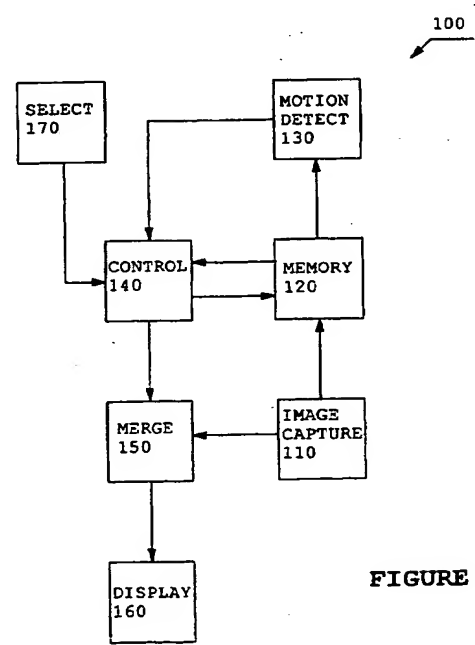 100
SELECT
170
MOTION
DETECT
130
CONTROL
140
MEMORY
120
MERGE
150
IMAGE
CAPTURE
110
DISPLAY
160
FIGURE